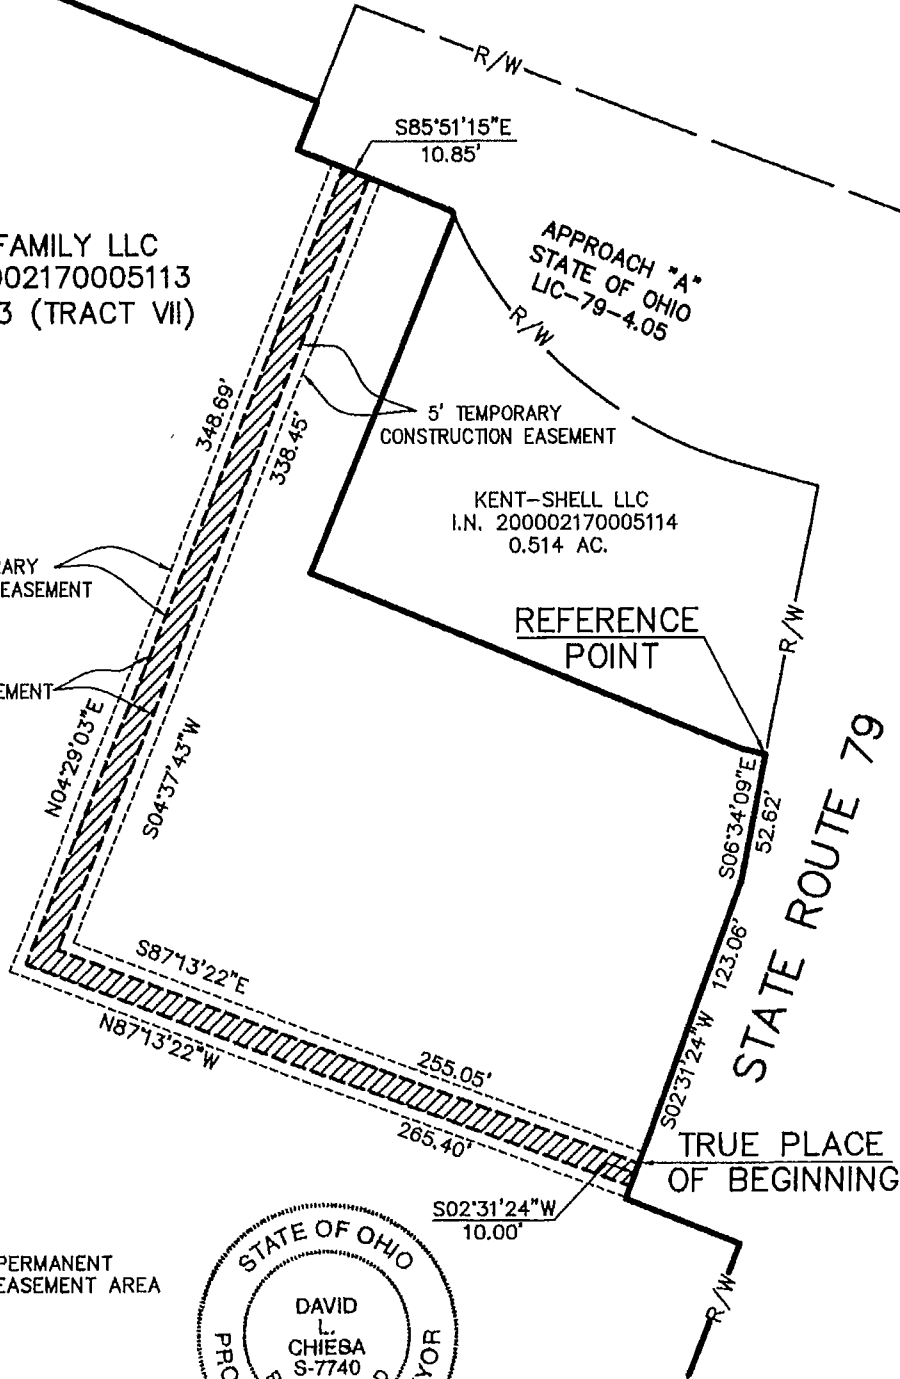 R/W
S85°51'15"E
10.85'
FAMILY LLC
002170005113
3 (TRACT VII)
APPROACH "A"
STATE OF OHIO
LIC-79-4.05
R/W
348.69'
338.45'
5' TEMPORARY
CONSTRUCTION EASEMENT
KENT-SHELL LLC
I.N. 200002170005114
0.514 AC.
RARY
EASEMENT
REFERENCE
POINT
R/W
EMENT
N04°29'03"E
S04°37'43"W
S06°34'09"E
52.62'
STATE ROUTE 79
S87°13'22"E
N87°13'22"W
123.06'
S02°31'24"W
255.05'
265.40'
TRUE PLACE
OF BEGINNING
S02°31'24"W
10.00'
PERMANENT
EASEMENT AREA
STATE OF OHIO
DAVID
L.
CHIESA
S-7740
R/W